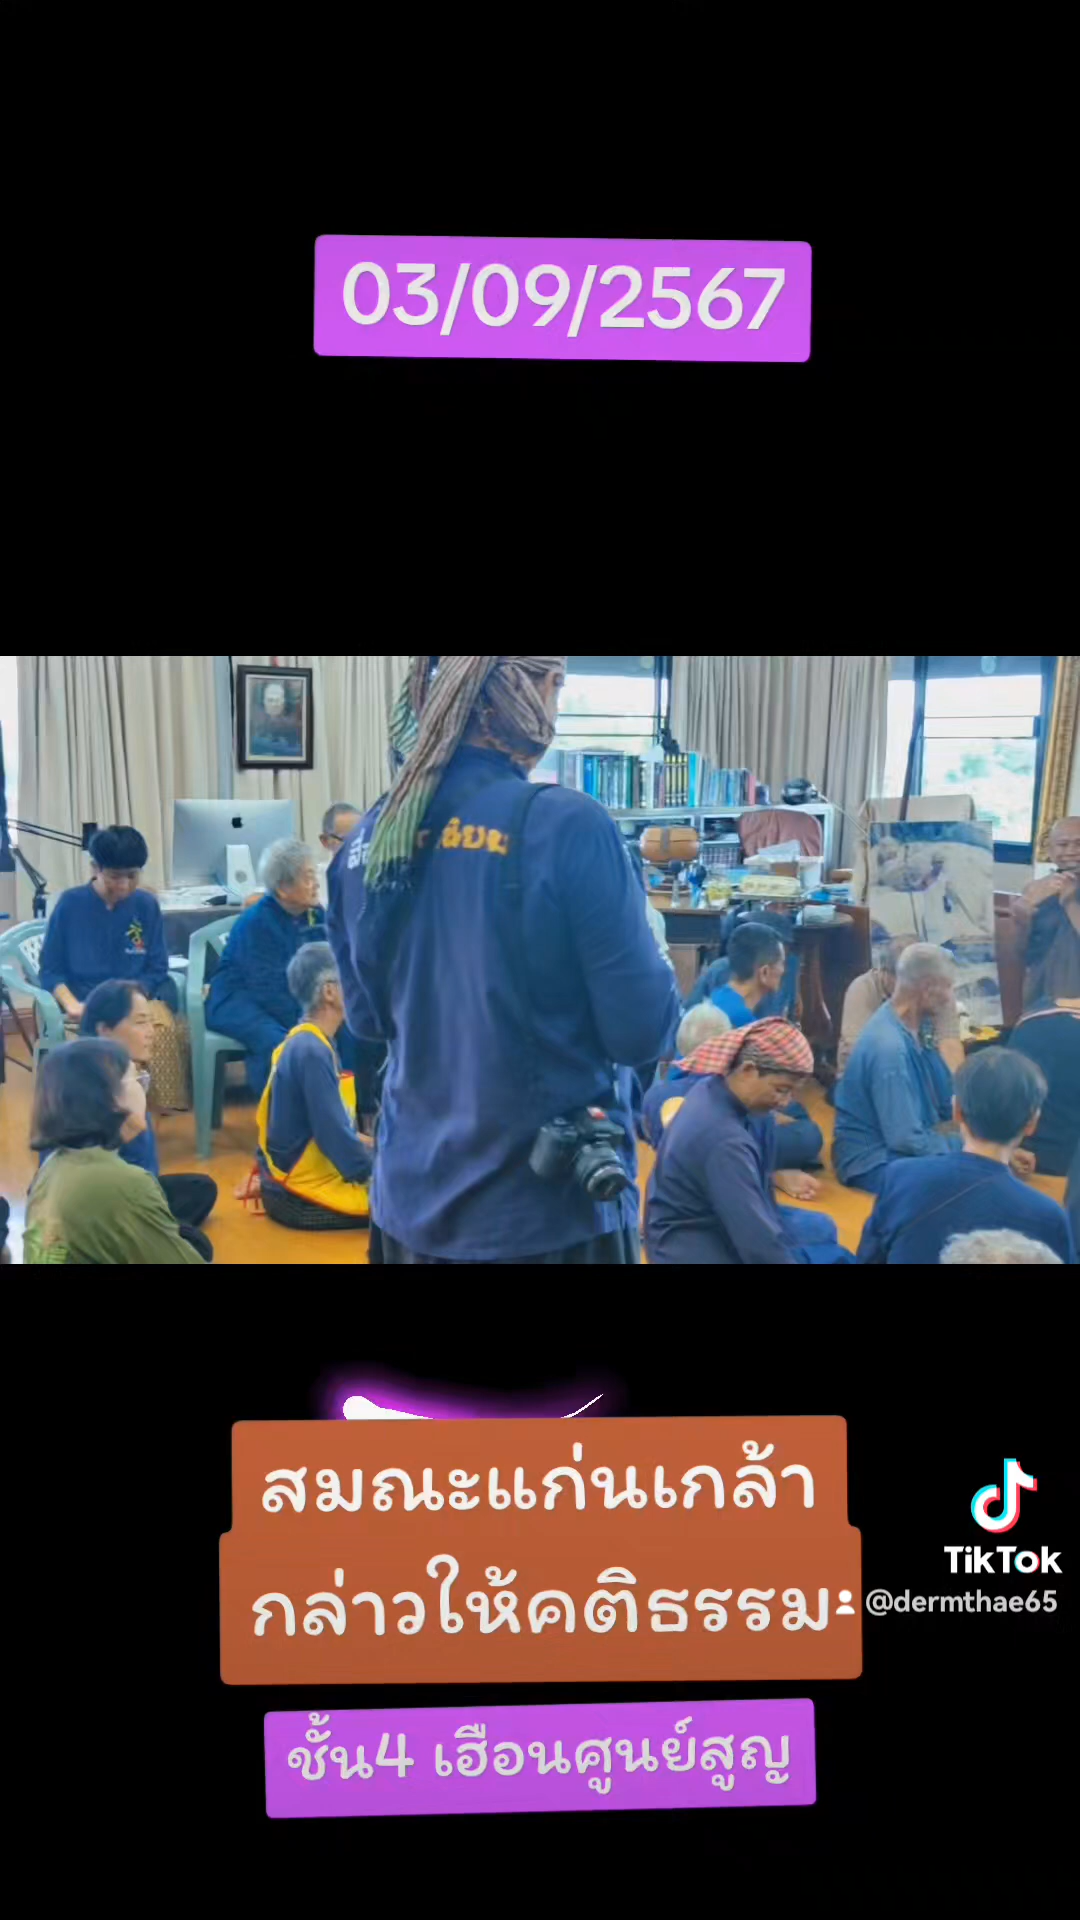 03/09/2567
สมณะแก่นเกล้า
กล่าวให้คติธรรม
TikTok
@dermthae65
ชั้น4 เฮือนศูนย์สูญ